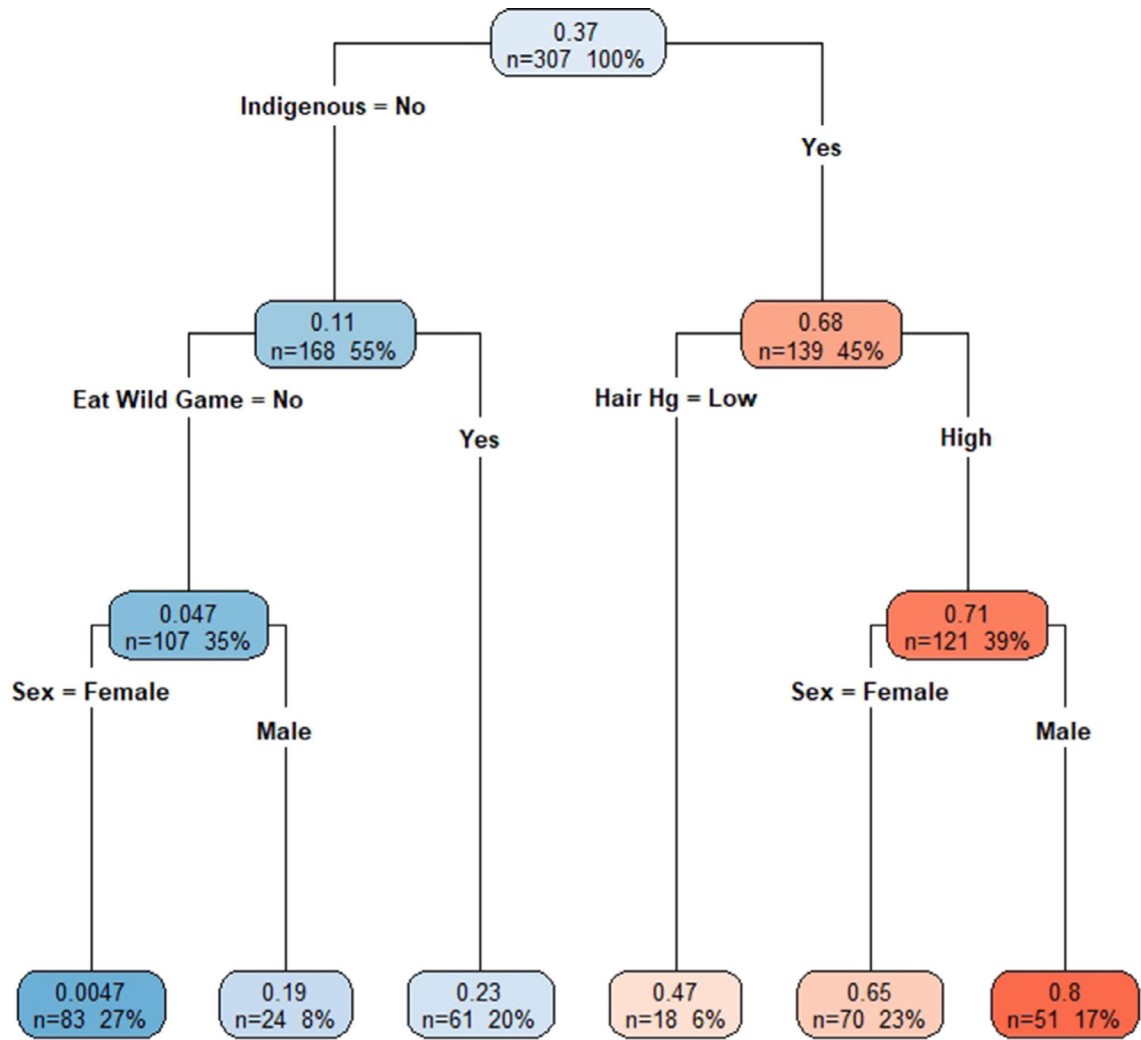 0.37
n=307 100%
Indigenous = No
Yes
0.11
n=168 55%
0.68
n=139 45%
Eat Wild Game = No
Yes
Hair Hg = Low
High
0.047
n=107 35%
0.71
n=121 39%
Sex = Female
Male
Sex = Female
Male
0.0047
n=83 27%
0.19
n=24 8%
0.23
n=61 20%
0.47
n=18 6%
0.65
n=70 23%
0.8
n=51 17%